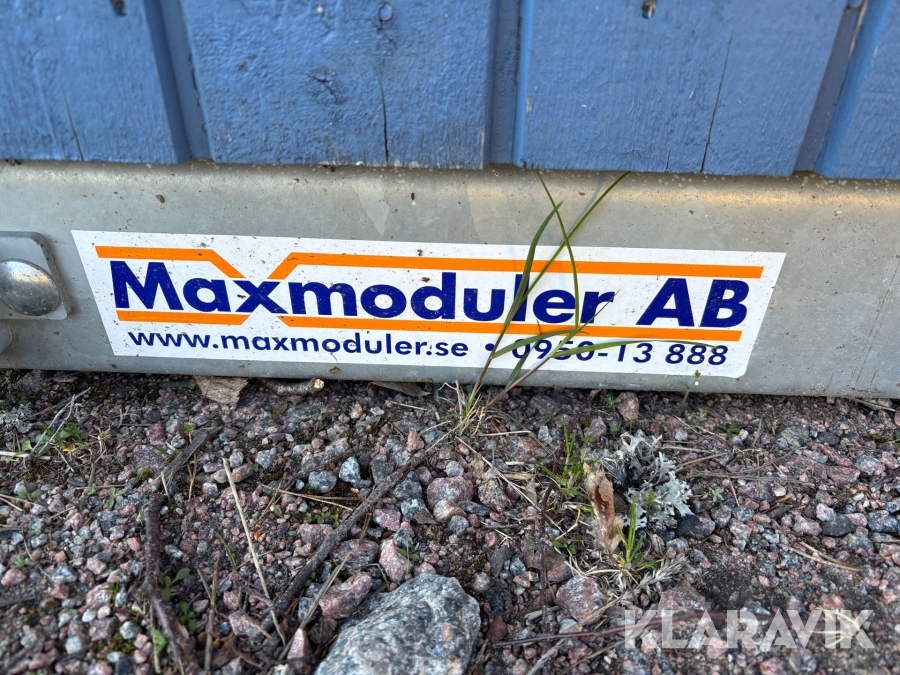 Maxmoduler AB
www.maxmoduler.se • 0950-13 888
KLARAVIK